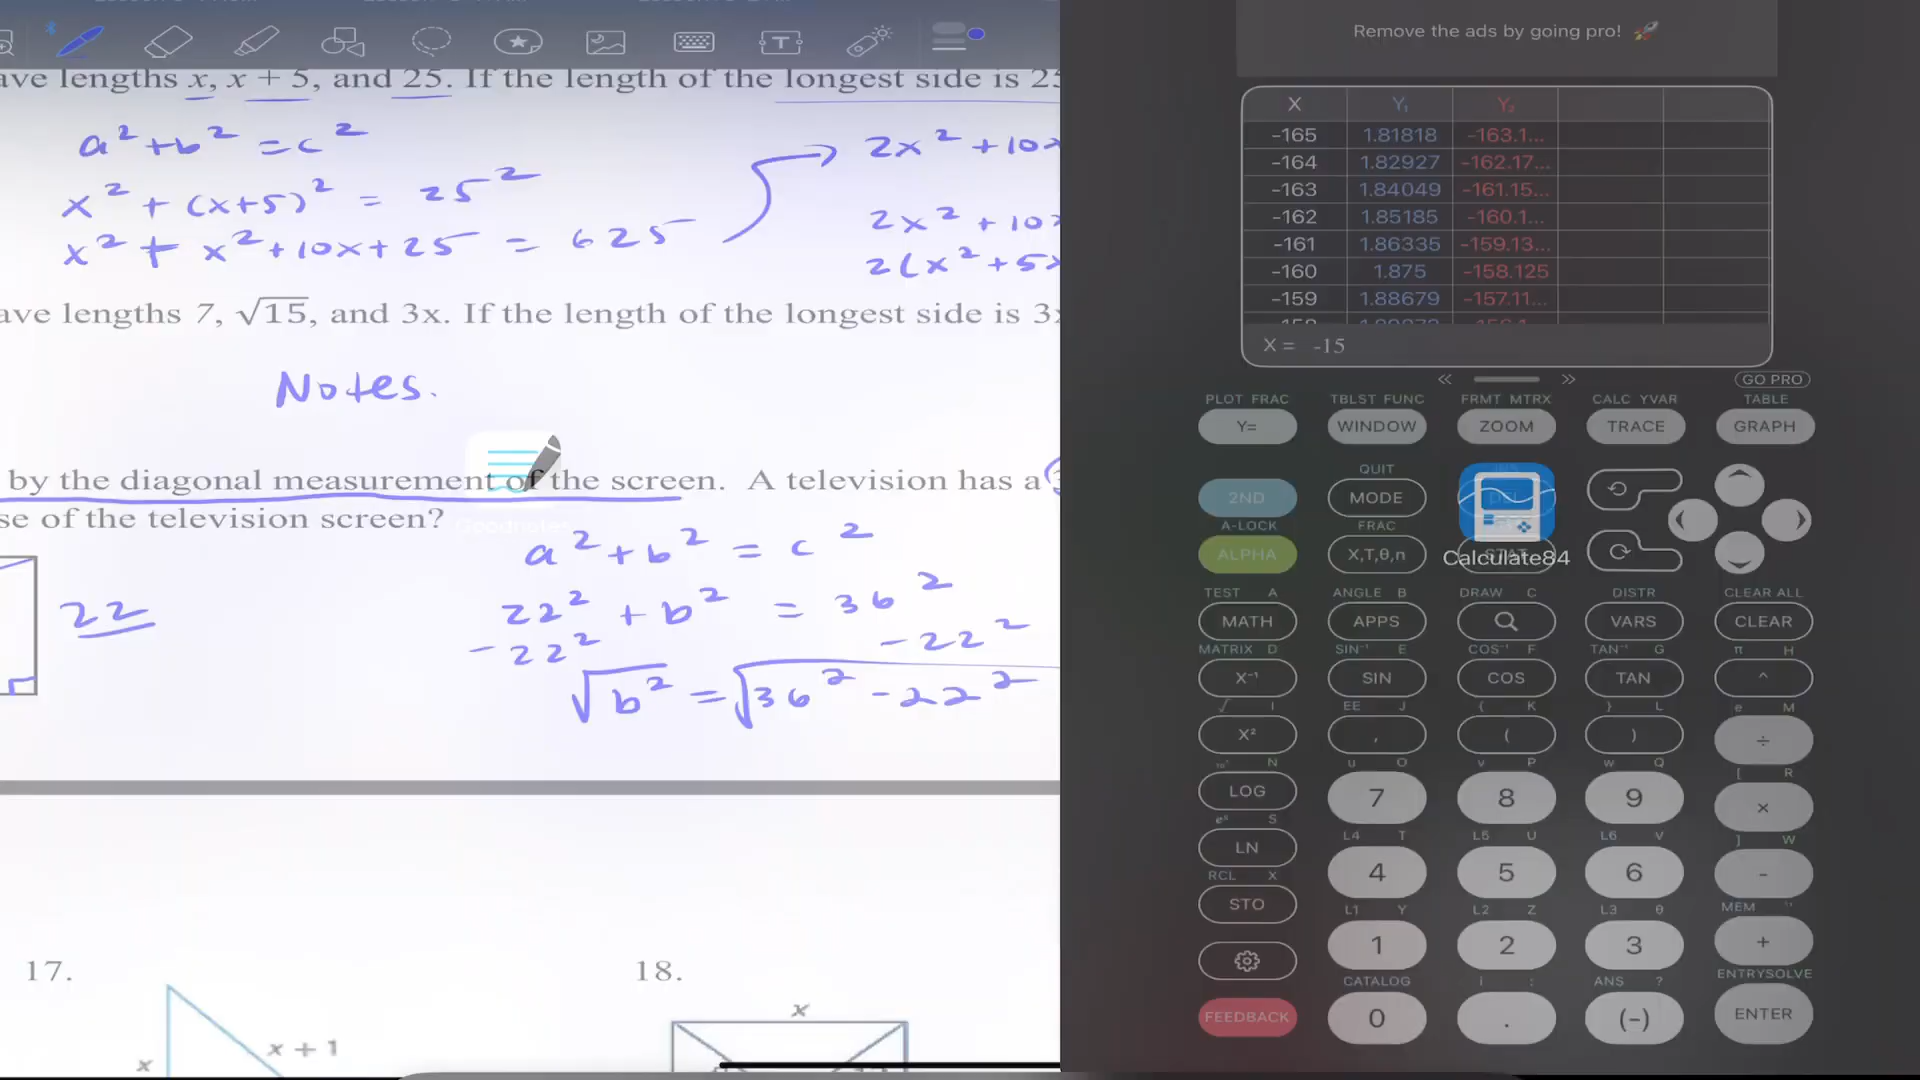 ave lengths x, x + 5, and 25. If the length of the longest side is 25
a² + b² = c²
x² + (x+5)² = 25²
x² + x² + 10x + 25 = 625
2x² + 10x
2x² + 10x
2(x² + 5x
ave lengths 7, √15, and 3x. If the length of the longest side is 3x
Notes.
by the diagonal measurement of the screen. A television has a
se of the television screen?
22
a² + b² = c²
22² + b² = 36²
-22² -22²
√b² = √36² - 22²
17.
x + 1
x
18.
x
Remove the ads by going pro! 🚀
X Y₁ Y₂
-165 1.81818 -163.1...
-164 1.82927 -162.17...
-163 1.84049 -161.15...
-162 1.85185 -160.1...
-161 1.86335 -159.13...
-160 1.875 -158.125
-159 1.88679 -157.11...
X = -15
« » GO PRO
PLOT FRAC TBLST FUNC FRMT MTRX CALC YVAR TABLE
Y= WINDOW ZOOM TRACE GRAPH
QUIT
2ND MODE
A-LOCK FRAC
ALPHA X,T,θ,n STAT
Calculate84
TEST A ANGLE B DRAW C DISTR CLEAR ALL
MATH APPS VARS CLEAR
MATRIX D SIN⁻¹ E COS⁻¹ F TAN⁻¹ G π H
X⁻¹ SIN COS TAN ^
√ I EE J { K } L e M
X² , ( ) ÷
N u O v P w Q [ R
LOG 7 8 9 ×
eˣ S L4 T L5 U L6 V ] W
LN 4 5 6 -
RCL X L1 Y L2 Z L3 θ MEM "
STO 1 2 3 +
CATALOG i : ANS ? ENTRYSOLVE
FEEDBACK 0 . (-) ENTER